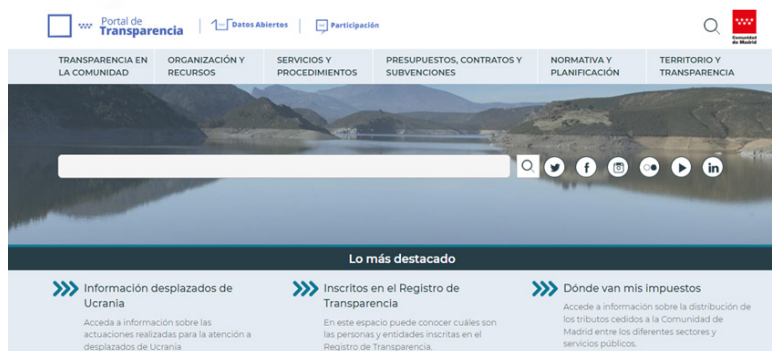 Portal de
Transparencia
Datos Abiertos
Participación
Comunidad
de Madrid
TRANSPARENCIA EN
LA COMUNIDAD
ORGANIZACIÓN Y
RECURSOS
SERVICIOS Y
PROCEDIMIENTOS
PRESUPUESTOS, CONTRATOS Y
SUBVENCIONES
NORMATIVA Y
PLANIFICACIÓN
TERRITORIO Y
TRANSPARENCIA
Lo más destacado
Información desplazados de
Ucrania
Acceda a información sobre las
actuaciones realizadas para la atención a
desplazados de Ucrania
Inscritos en el Registro de
Transparencia
En este espacio puede conocer cuáles son
las personas y entidades inscritas en el
Registro de Transparencia.
Dónde van mis impuestos
Accede a información sobre la distribución de
los tributos cedidos a la Comunidad de
Madrid entre los diferentes sectores y
servicios públicos.